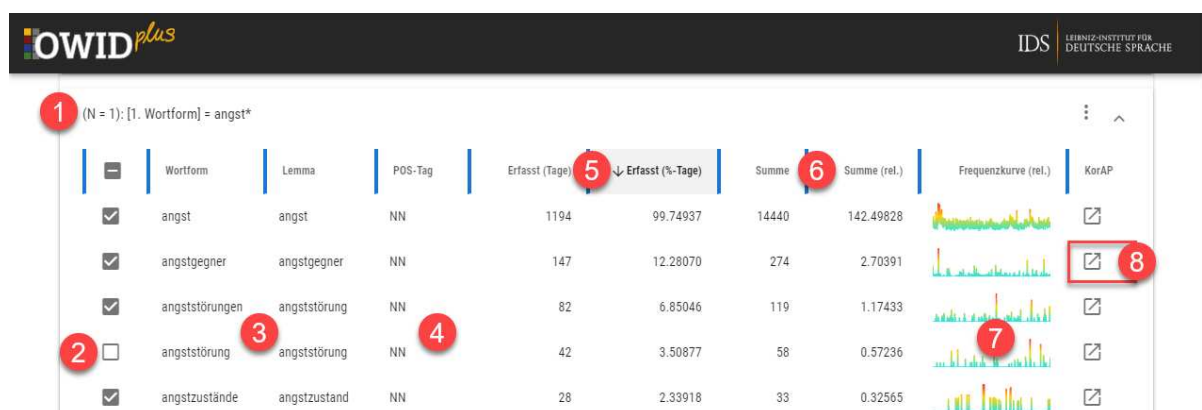 OWID plus
IDS LEIBNIZ-INSTITUT FÜR
DEUTSCHE SPRACHE
1 (N = 1): [1. Wortform] = angst*
Wortform Lemma POS-Tag Erfasst (Tage) 5 ↓ Erfasst (%-Tage) Summe 6 Summe (rel.) Frequenzkurve (rel.) KorAP
angst angst NN 1194 99.74937 14440 142.49828
angstgegner angstgegner NN 147 12.28070 274 2.70391 8
angststörungen angststörung NN 82 6.85046 119 1.17433
3 4 7
2 angststörung angststörung NN 42 3.50877 58 0.57236
angstzustände angstzustand NN 28 2.33918 33 0.32565